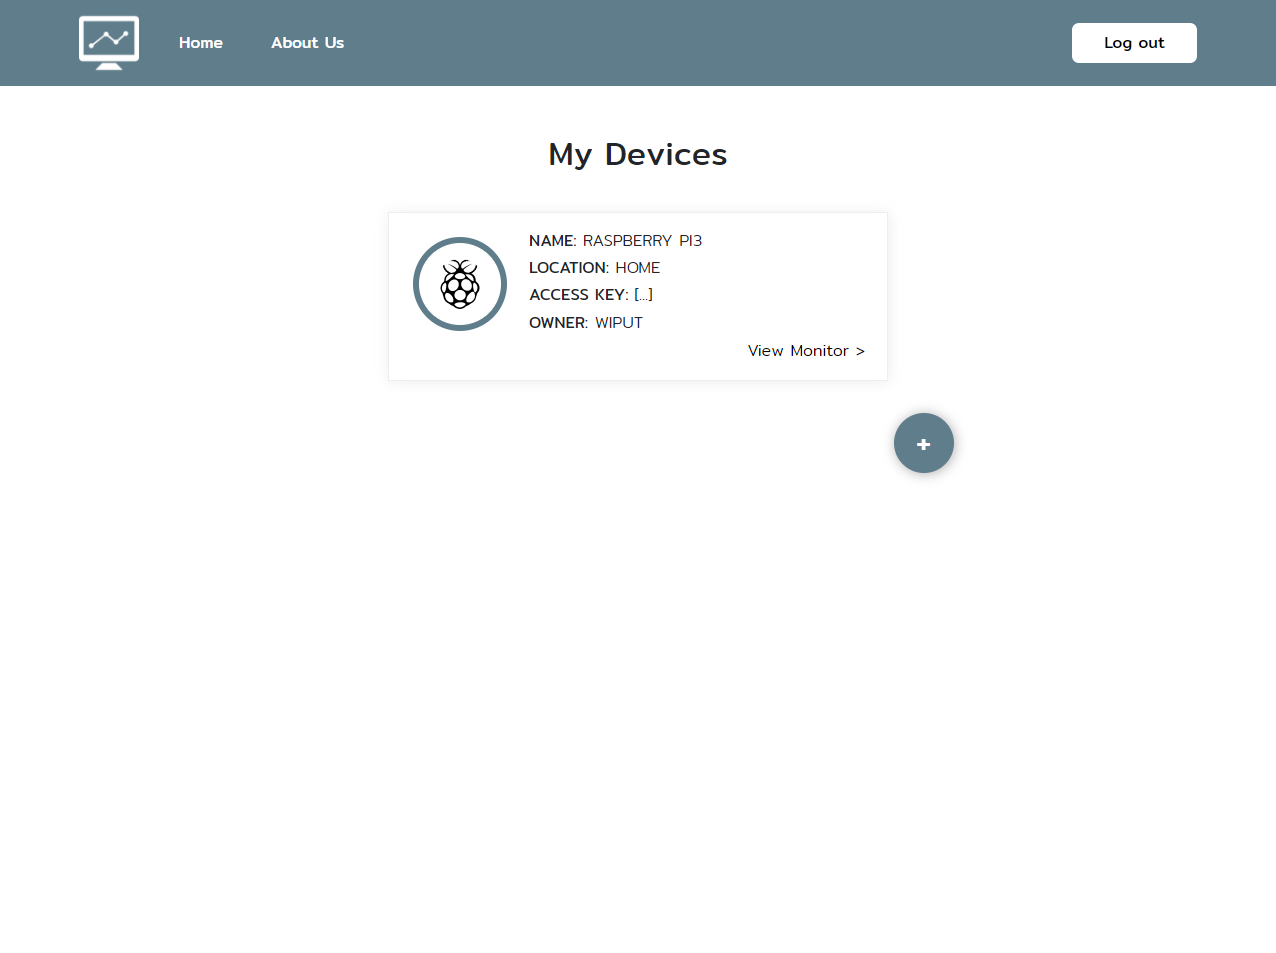 Home
About Us
Log out
My Devices
NAME: RASPBERRY PI3
LOCATION: HOME
ACCESS KEY: [...]
OWNER: WIPUT
View Monitor >
+